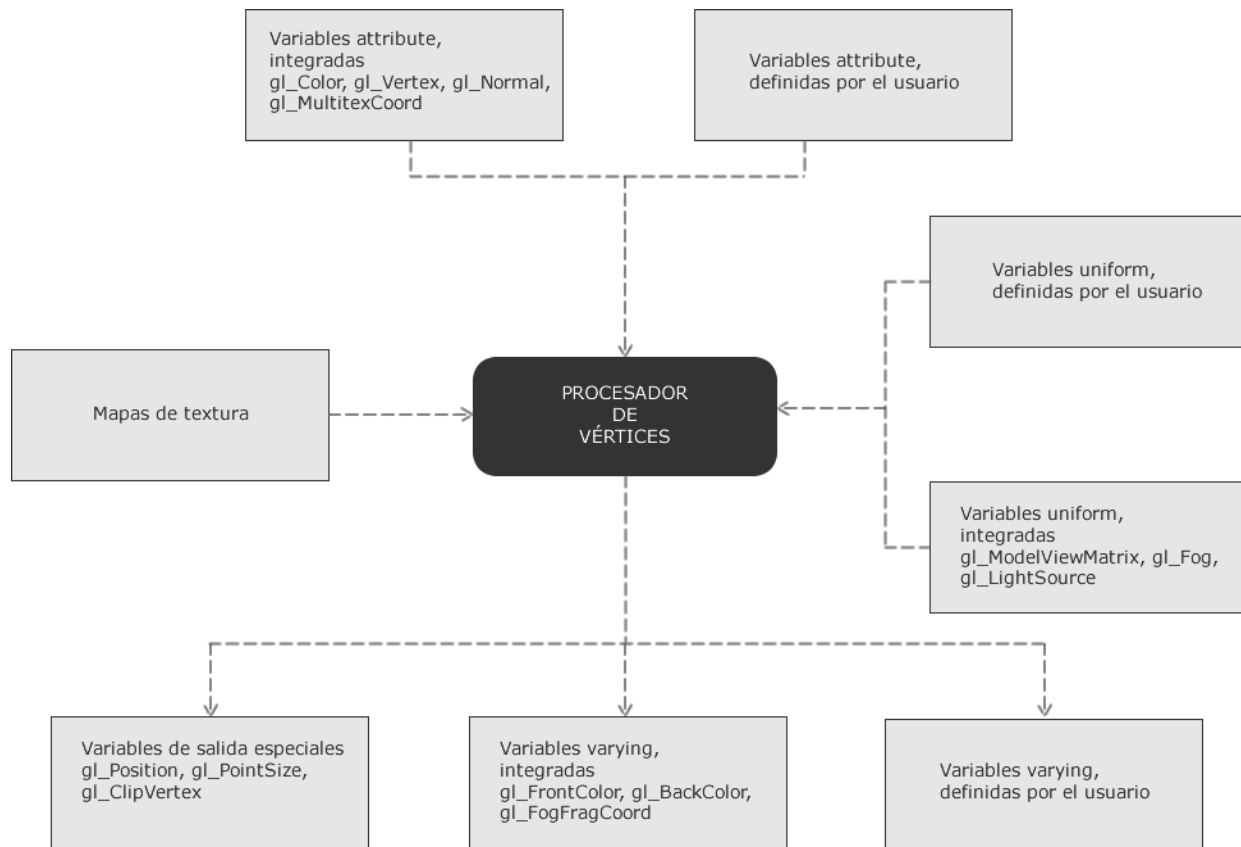 Variables attribute,
integradas
gl_Color, gl_Vertex, gl_Normal,
gl_MultitexCoord
Variables attribute,
definidas por el usuario
Variables uniform,
definidas por el usuario
Mapas de textura
PROCESADOR
DE
VÉRTICES
Variables uniform,
integradas
gl_ModelViewMatrix, gl_Fog,
gl_LightSource
Variables de salida especiales
gl_Position, gl_PointSize,
gl_ClipVertex
Variables varying,
integradas
gl_FrontColor, gl_BackColor,
gl_FogFragCoord
Variables varying,
definidas por el usuario